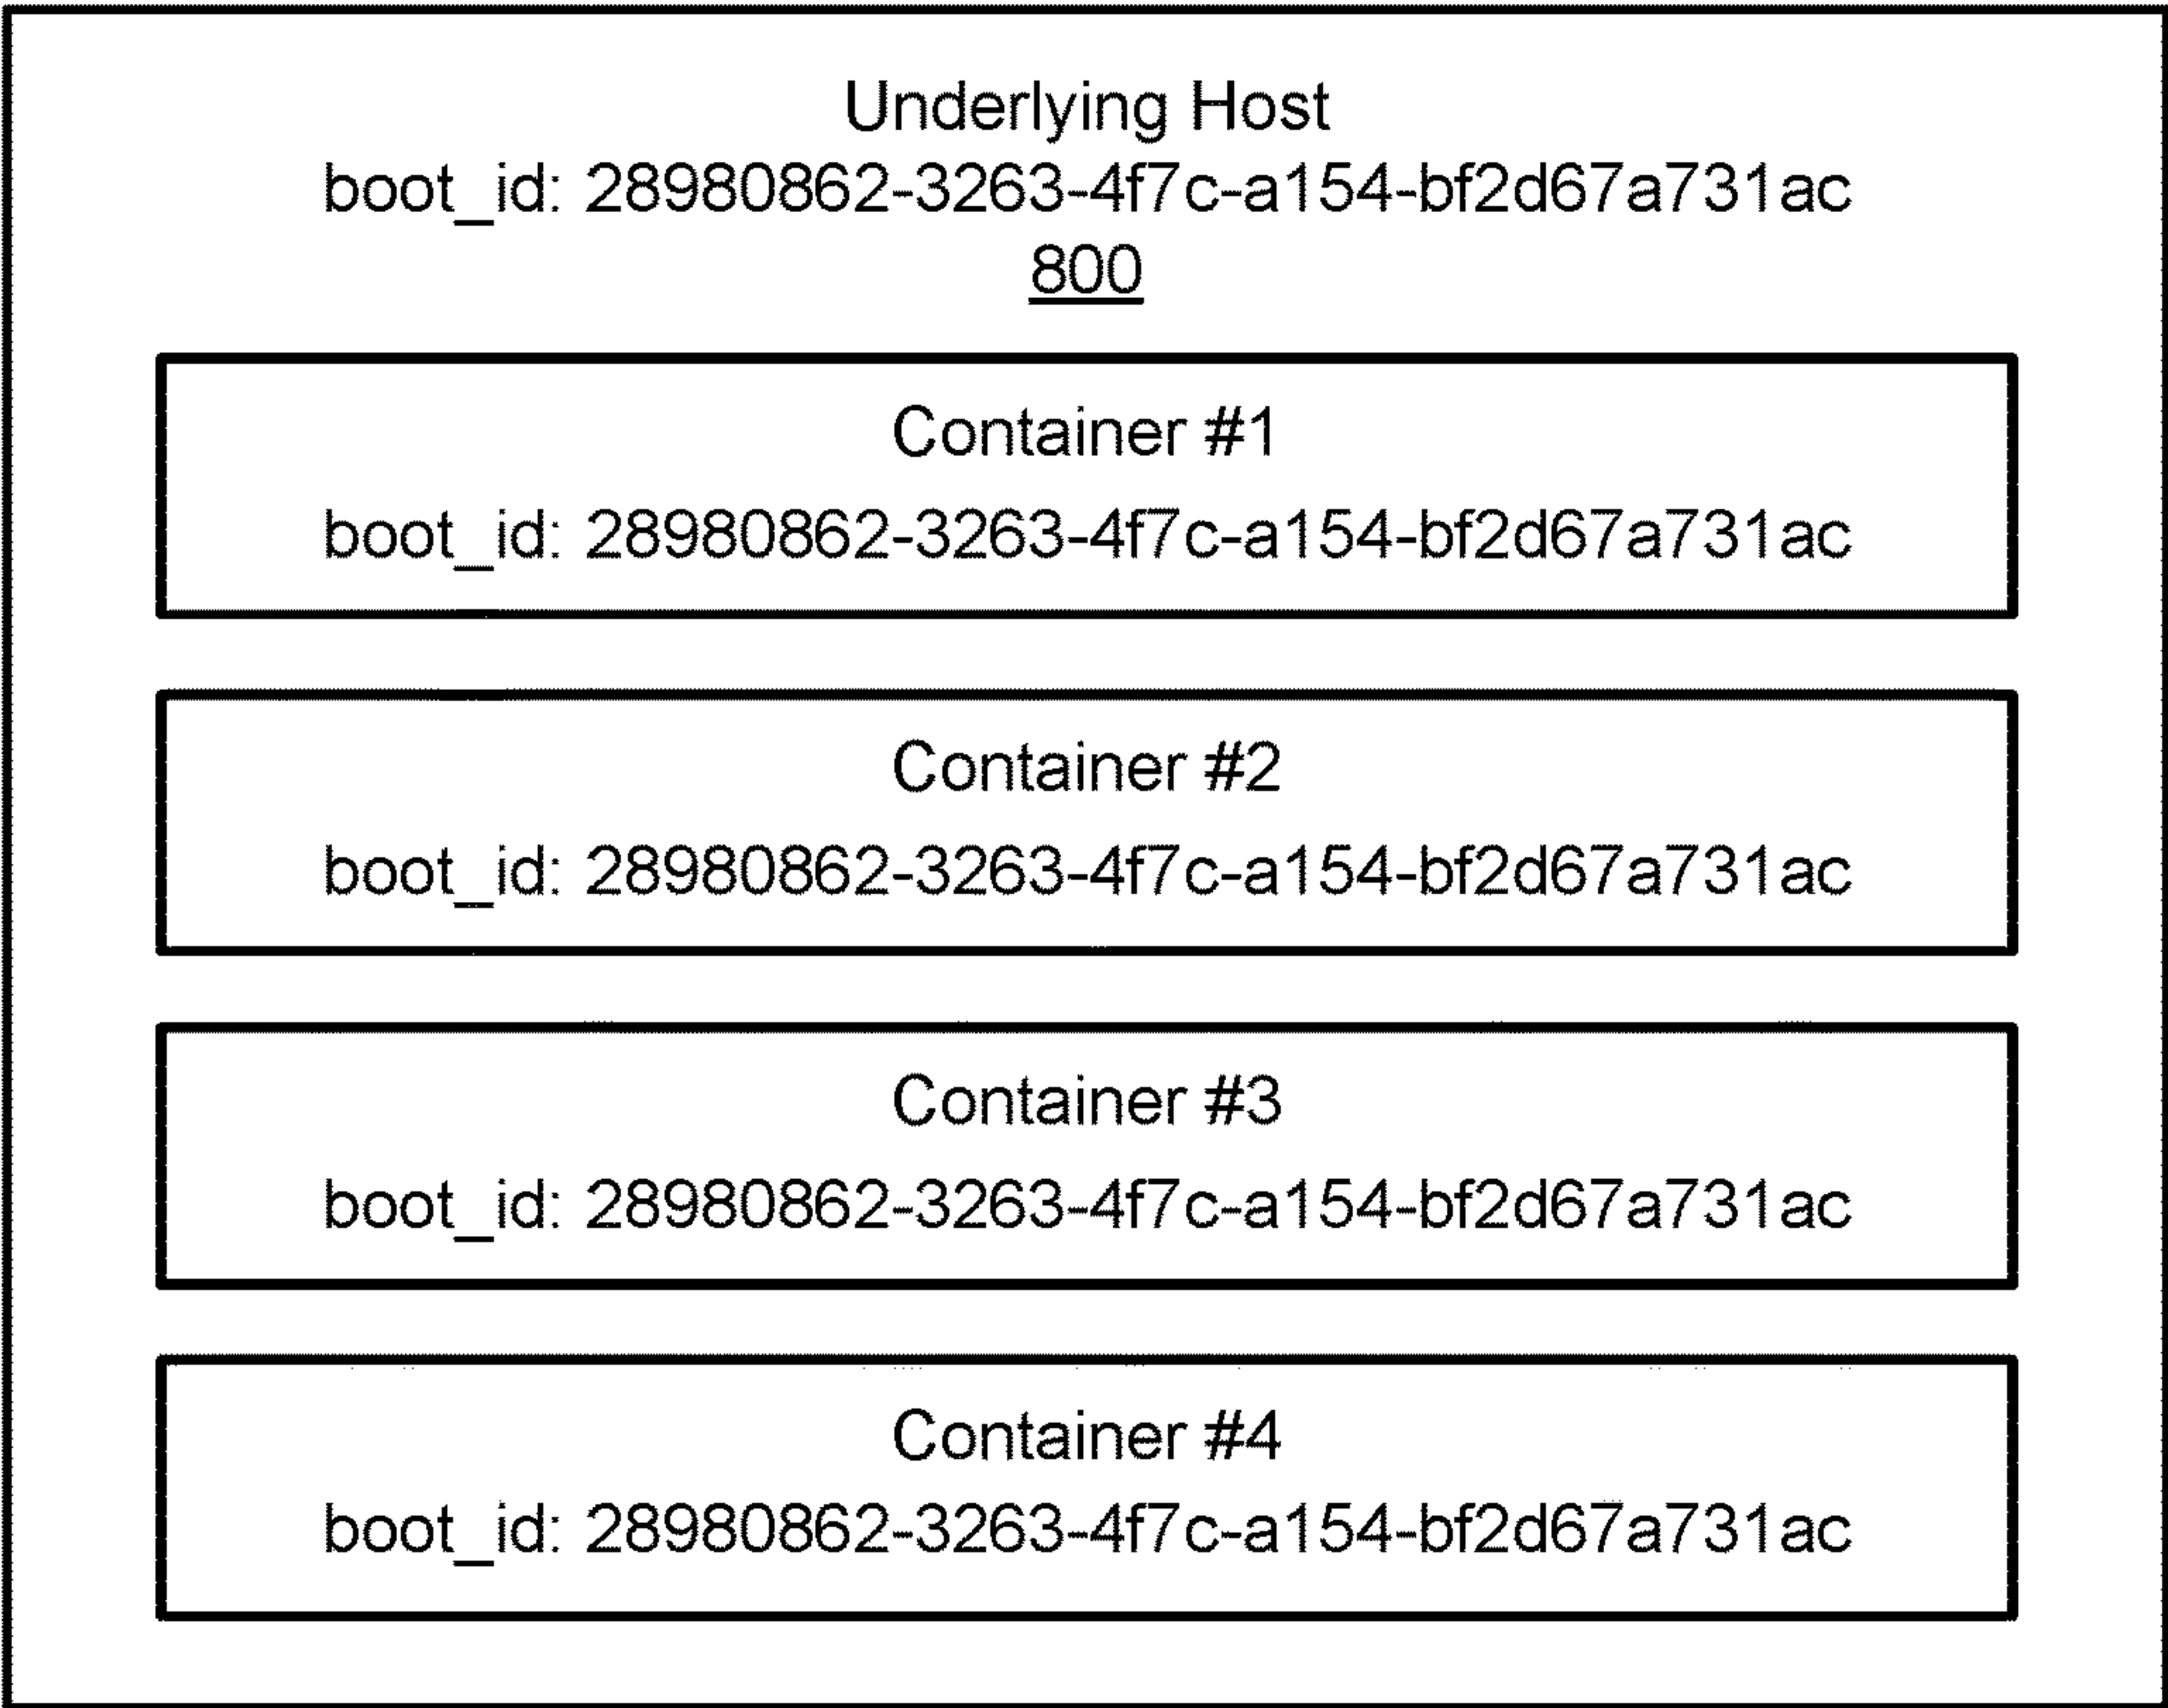 Underlying Host
boot_id: 28980862-3263-4f7c-a154-bf2d67a731ac
800
Container #1
boot_id: 28980862-3263-4f7c-a154-bf2d67a731ac
Container #2
boot_id: 28980862-3263-4f7c-a154-bf2d67a731ac
Container #3
boot_id: 28980862-3263-4f7c-a154-bf2d67a731ac
Container #4
boot_id: 28980862-3263-4f7c-a154-bf2d67a731ac